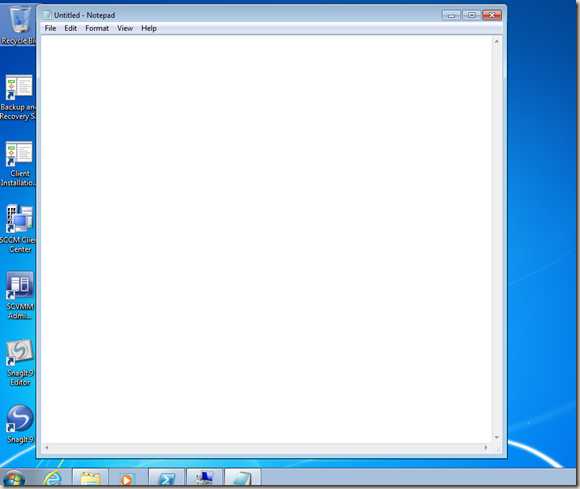 Untitled - Notepad
File Edit Format View Help
Recycle Bi
Backup and
Recovery S...
Client
Installatio...
SCCM Clie
Center
SCVMM
Admi...
SnagIt 9
Editor
SnagIt 9